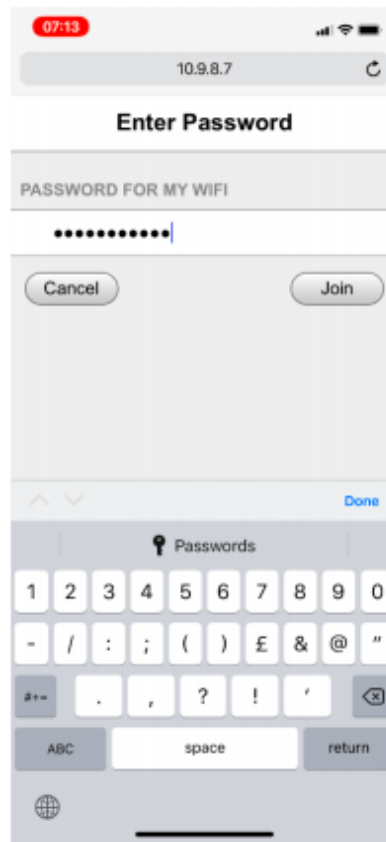 07:13
10.9.8.7
Enter Password
PASSWORD FOR MY WIFI
•••••••••••
Cancel Join
Done
Passwords
1 2 3 4 5 6 7 8 9 0
- / : ; ( ) £ & @ "
#+= . , ? ! '
ABC space return